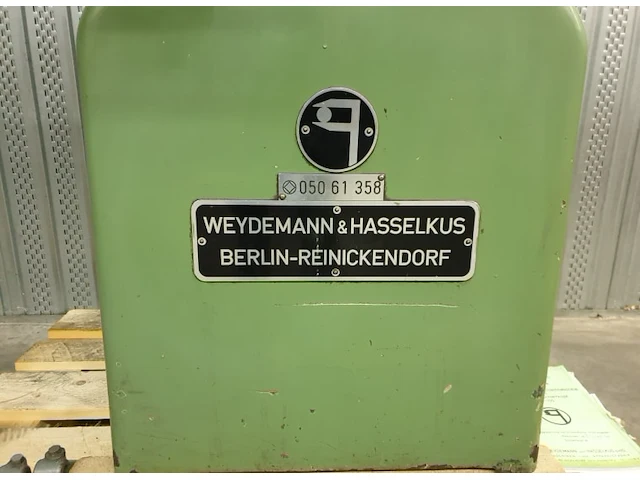 050 61 358
WEYDEMANN & HASSELKUS
BERLIN-REINICKENDORF